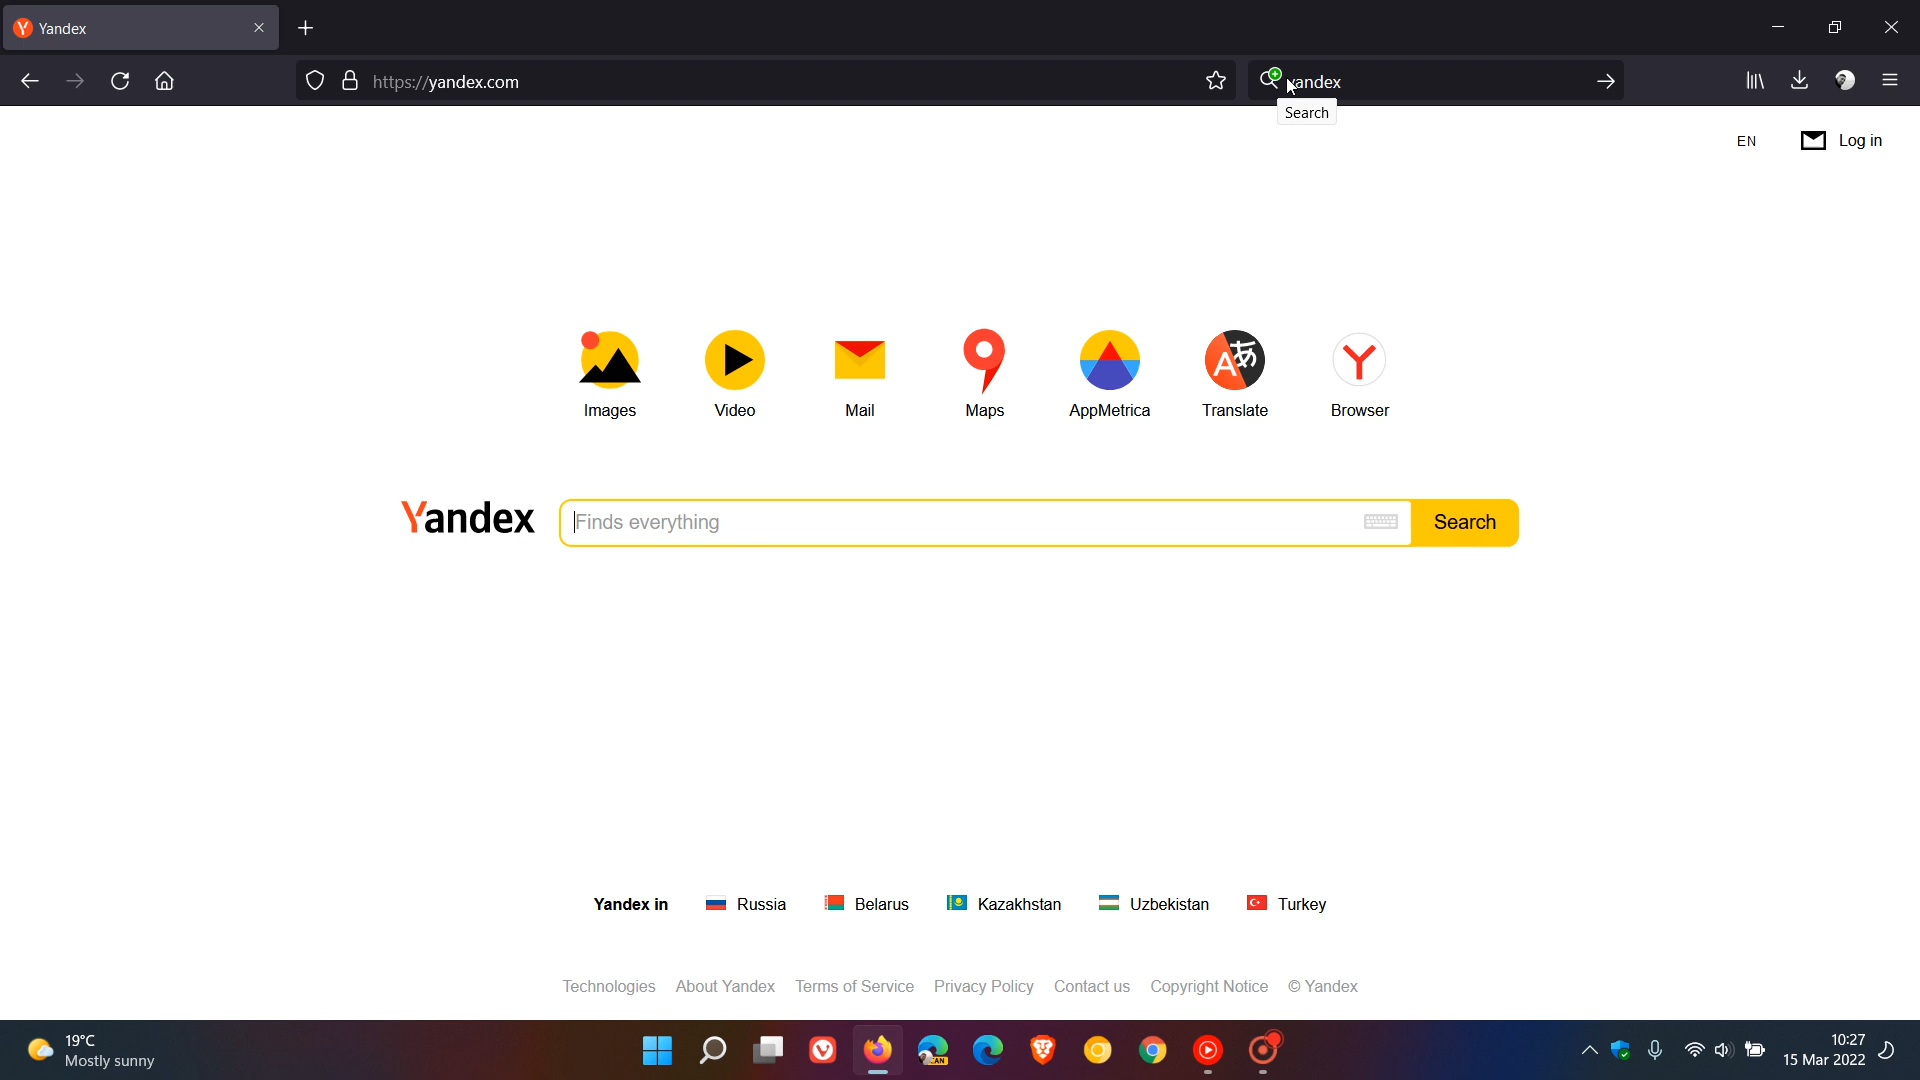 Yandex
https://yandex.com
yandex
Search
EN
Log in
Images
Video
Mail
Maps
AppMetrica
Translate
Browser
Yandex
Finds everything
Search
Yandex in
Russia
Belarus
Kazakhstan
Uzbekistan
Turkey
Technologies
About Yandex
Terms of Service
Privacy Policy
Contact us
Copyright Notice
© Yandex
19°C
Mostly sunny
CAN
10:27
15 Mar 2022